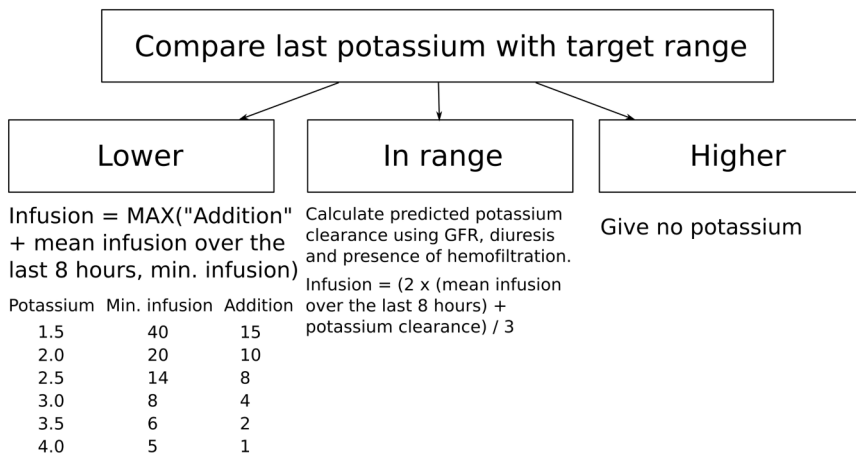 Compare last potassium with target range
Lower
In range
Higher
Infusion = MAX("Addition"
+ mean infusion over the
last 8 hours, min. infusion)
Potassium Min. infusion Addition
1.5 40 15
2.0 20 10
2.5 14 8
3.0 8 4
3.5 6 2
4.0 5 1
Calculate predicted potassium
clearance using GFR, diuresis
and presence of hemofiltration.
Infusion = (2 x (mean infusion
over the last 8 hours) +
potassium clearance) / 3
Give no potassium